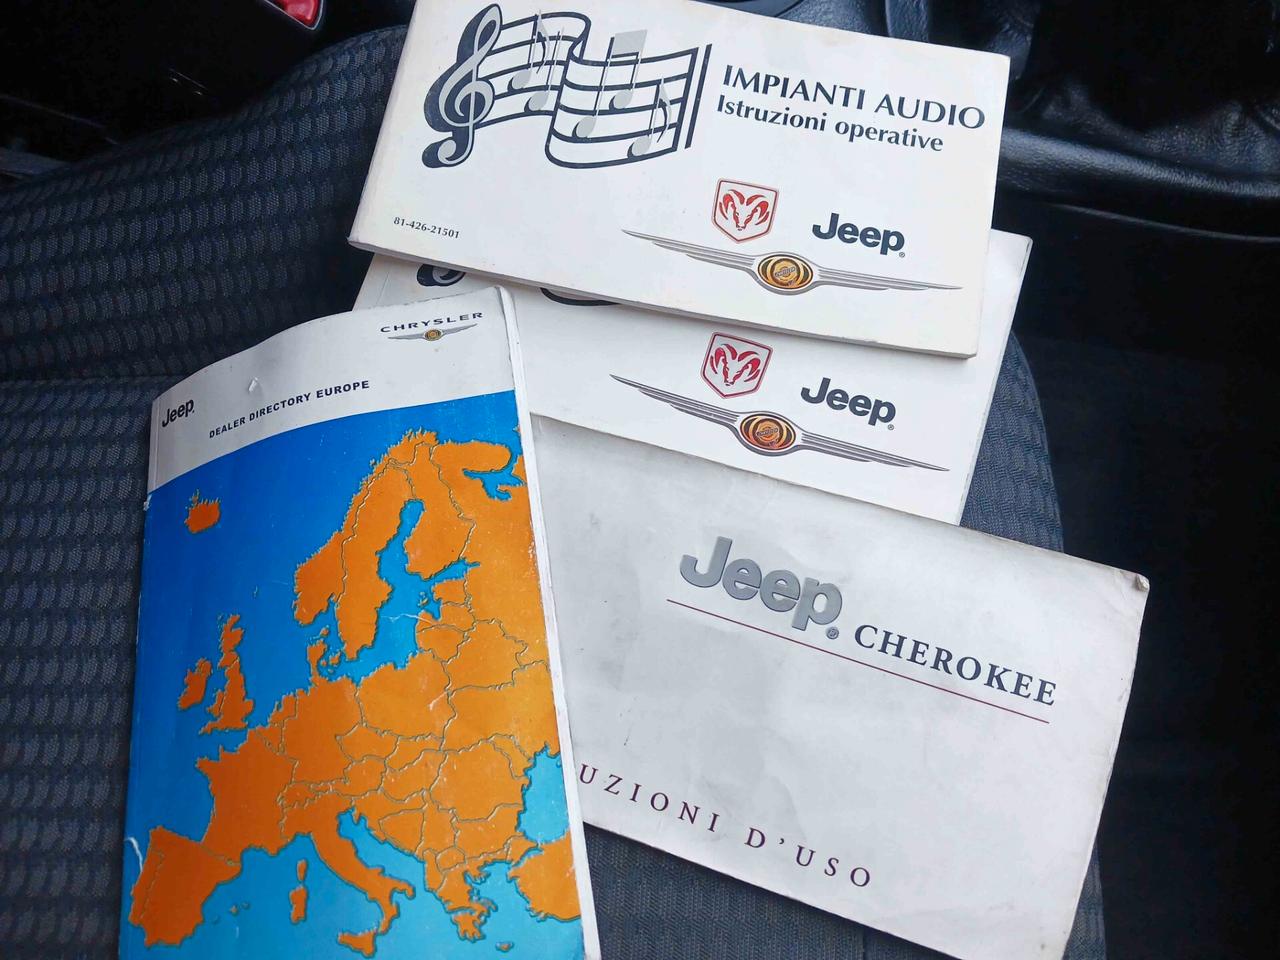 IMPIANTI AUDIO
Istruzioni operative
Jeep
81-426-21501
Jeep
CHRYSLER
Jeep
DEALER DIRECTORY EUROPE
Jeep CHEROKEE
UZIONI D'USO